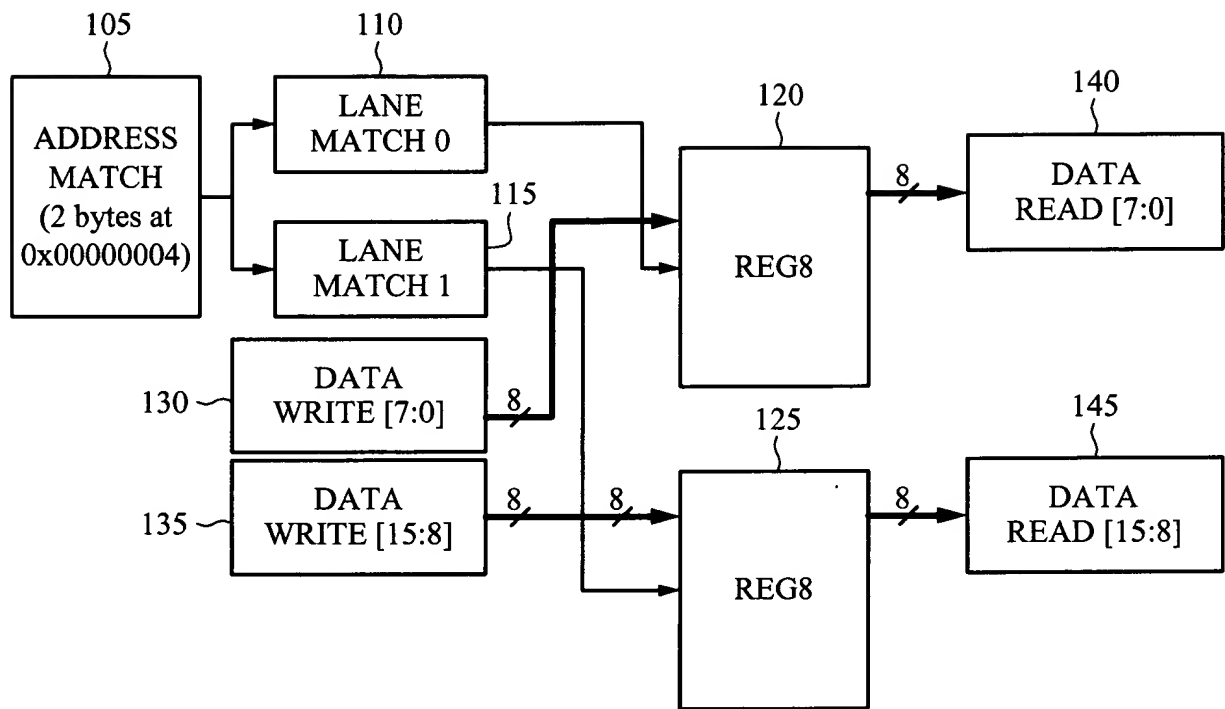 105
110
ADDRESS
MATCH
(2 bytes at
0x00000004)
LANE
MATCH 0
115
LANE
MATCH 1
120
REG8
8
140
DATA
READ [7:0]
130
DATA
WRITE [7:0]
8
135
DATA
WRITE [15:8]
8
8
125
REG8
8
145
DATA
READ [15:8]